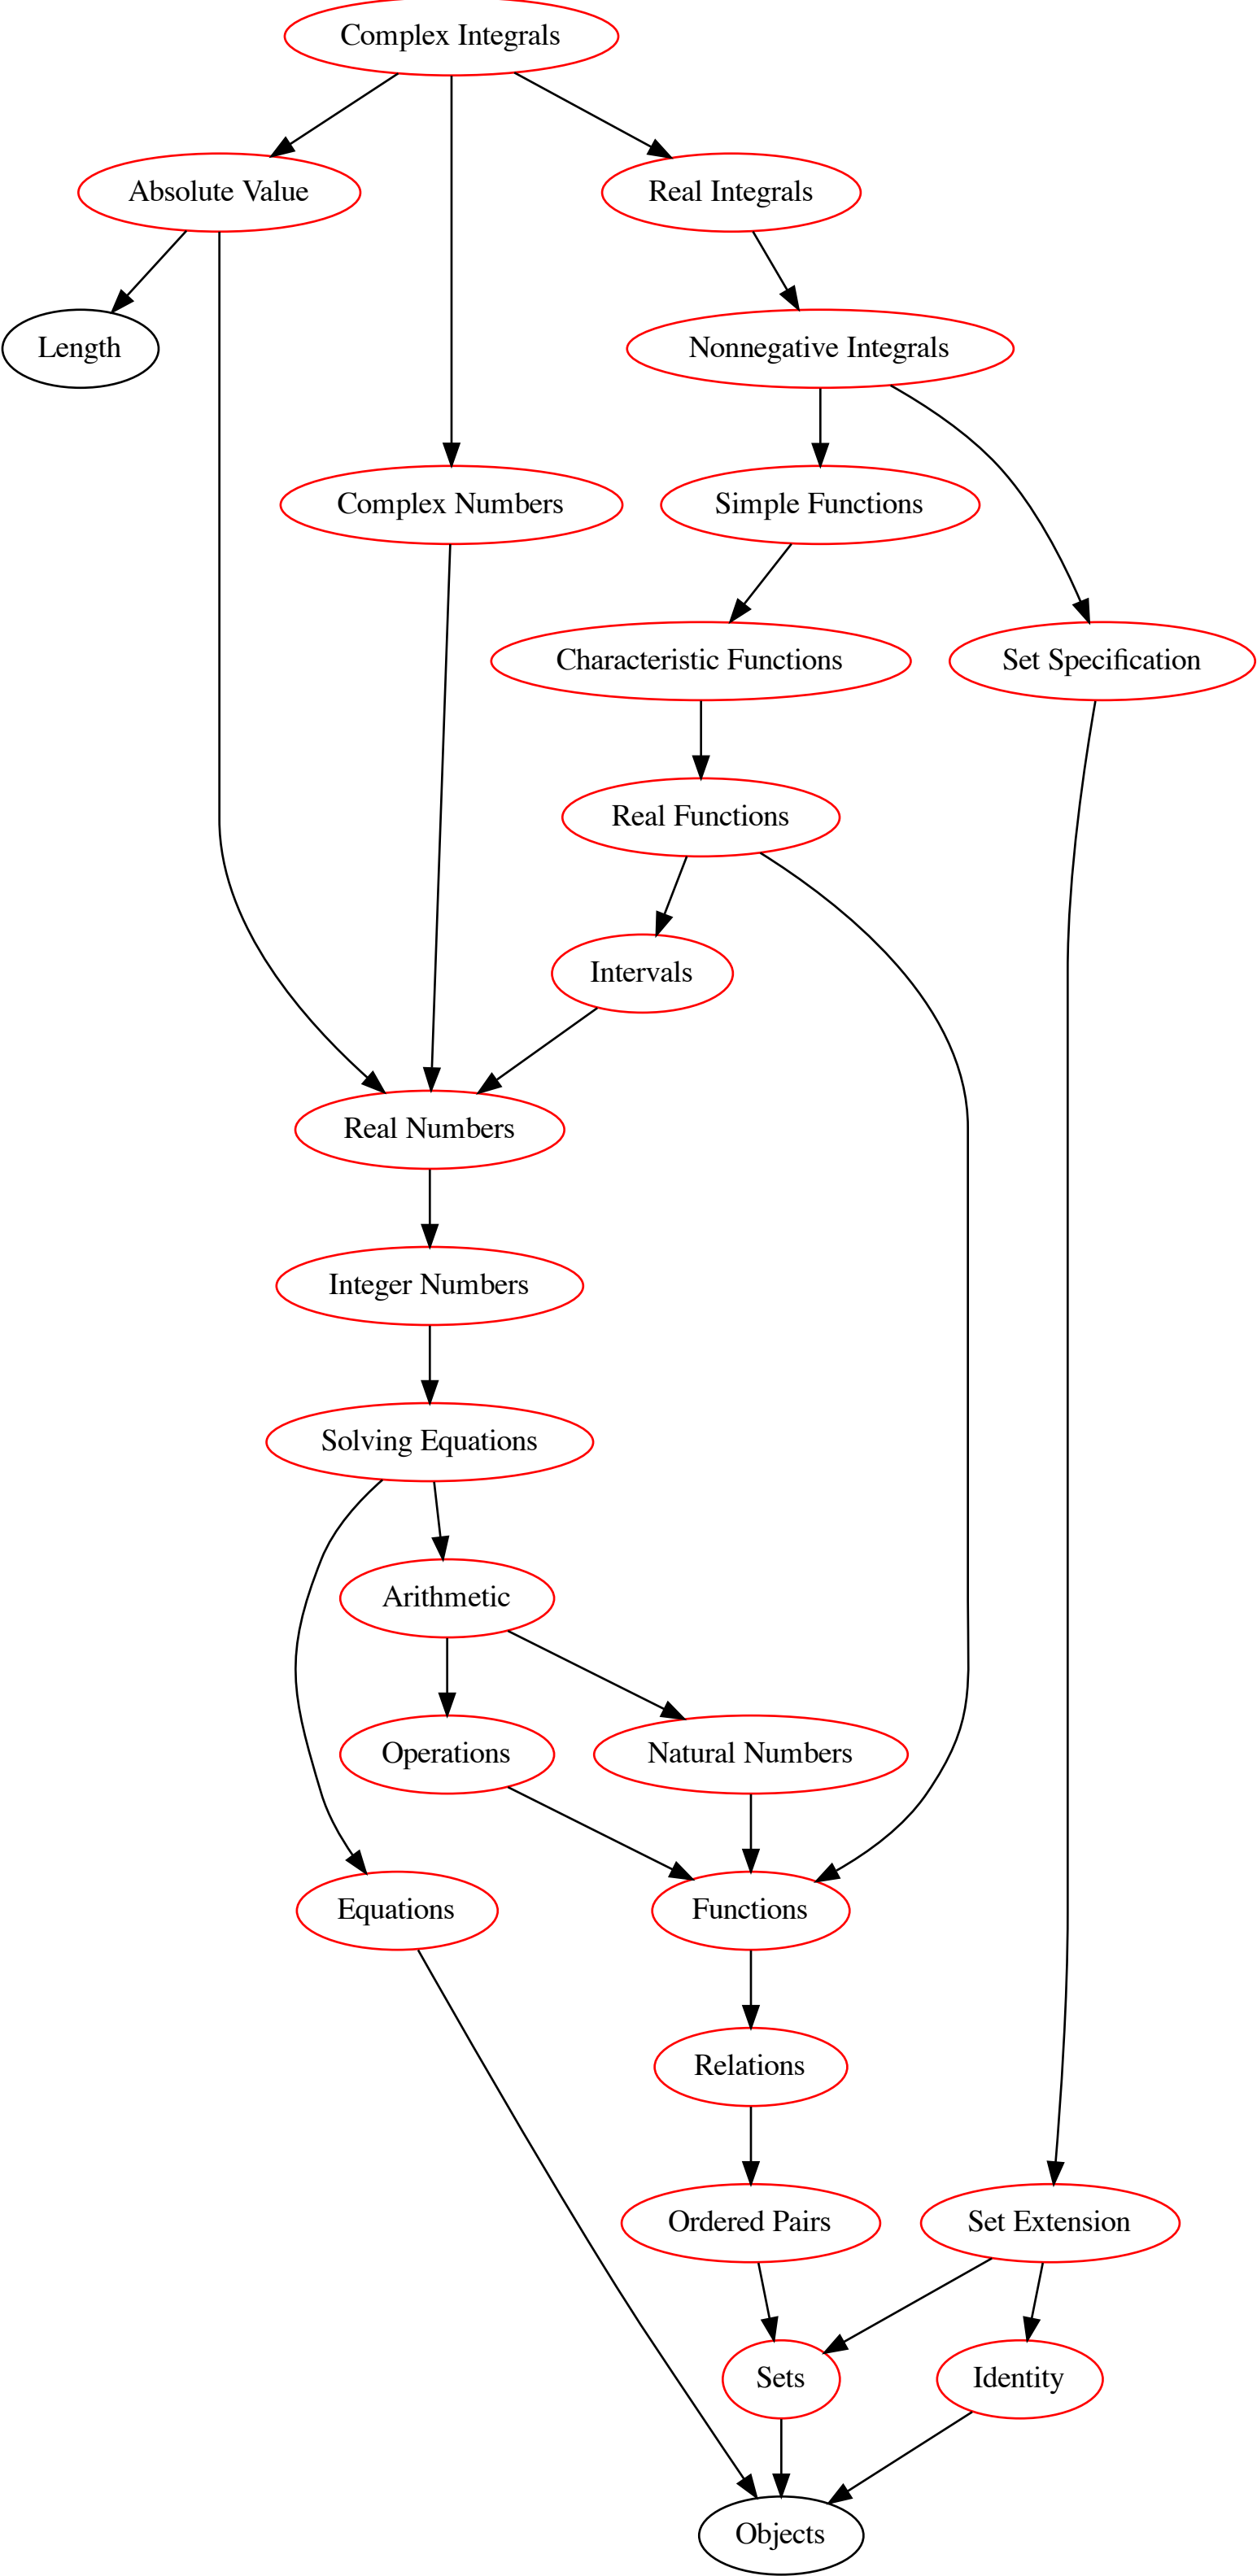 Complex Integrals
Absolute Value
Real Integrals
Length
Nonnegative Integrals
Complex Numbers
Simple Functions
Characteristic Functions
Set Specification
Real Functions
Intervals
Real Numbers
Integer Numbers
Solving Equations
Arithmetic
Operations
Natural Numbers
Equations
Functions
Relations
Ordered Pairs
Set Extension
Sets
Identity
Objects